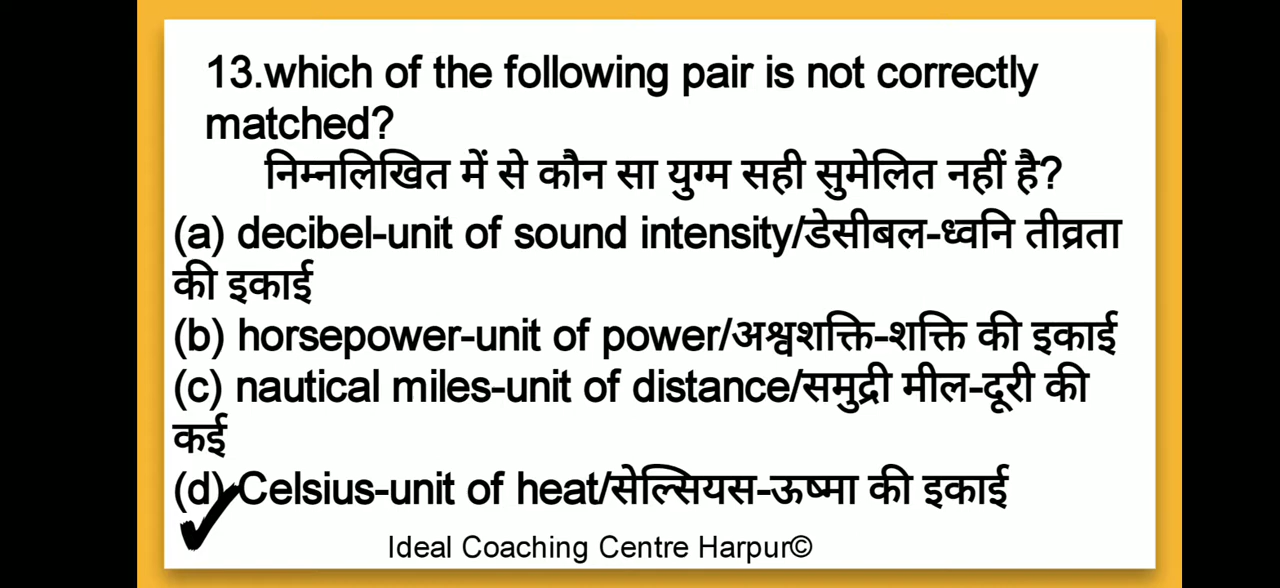 13.which of the following pair is not correctly
matched?
निम्नलिखित में से कौन सा युग्म सही सुमेलित नहीं है?
(a) decibel-unit of sound intensity/डेसीबल-ध्वनि तीव्रता
की इकाई
(b) horsepower-unit of power/अश्वशक्ति-शक्ति की इकाई
(c) nautical miles-unit of distance/समुद्री मील-दूरी की
कई
(d) Celsius-unit of heat/सेल्सियस-ऊष्मा की इकाई
Ideal Coaching Centre Harpur©